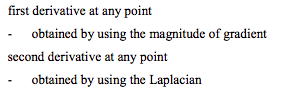 first derivative at any point
- obtained by using the magnitude of gradient
second derivative at any point
- obtained by using the Laplacian